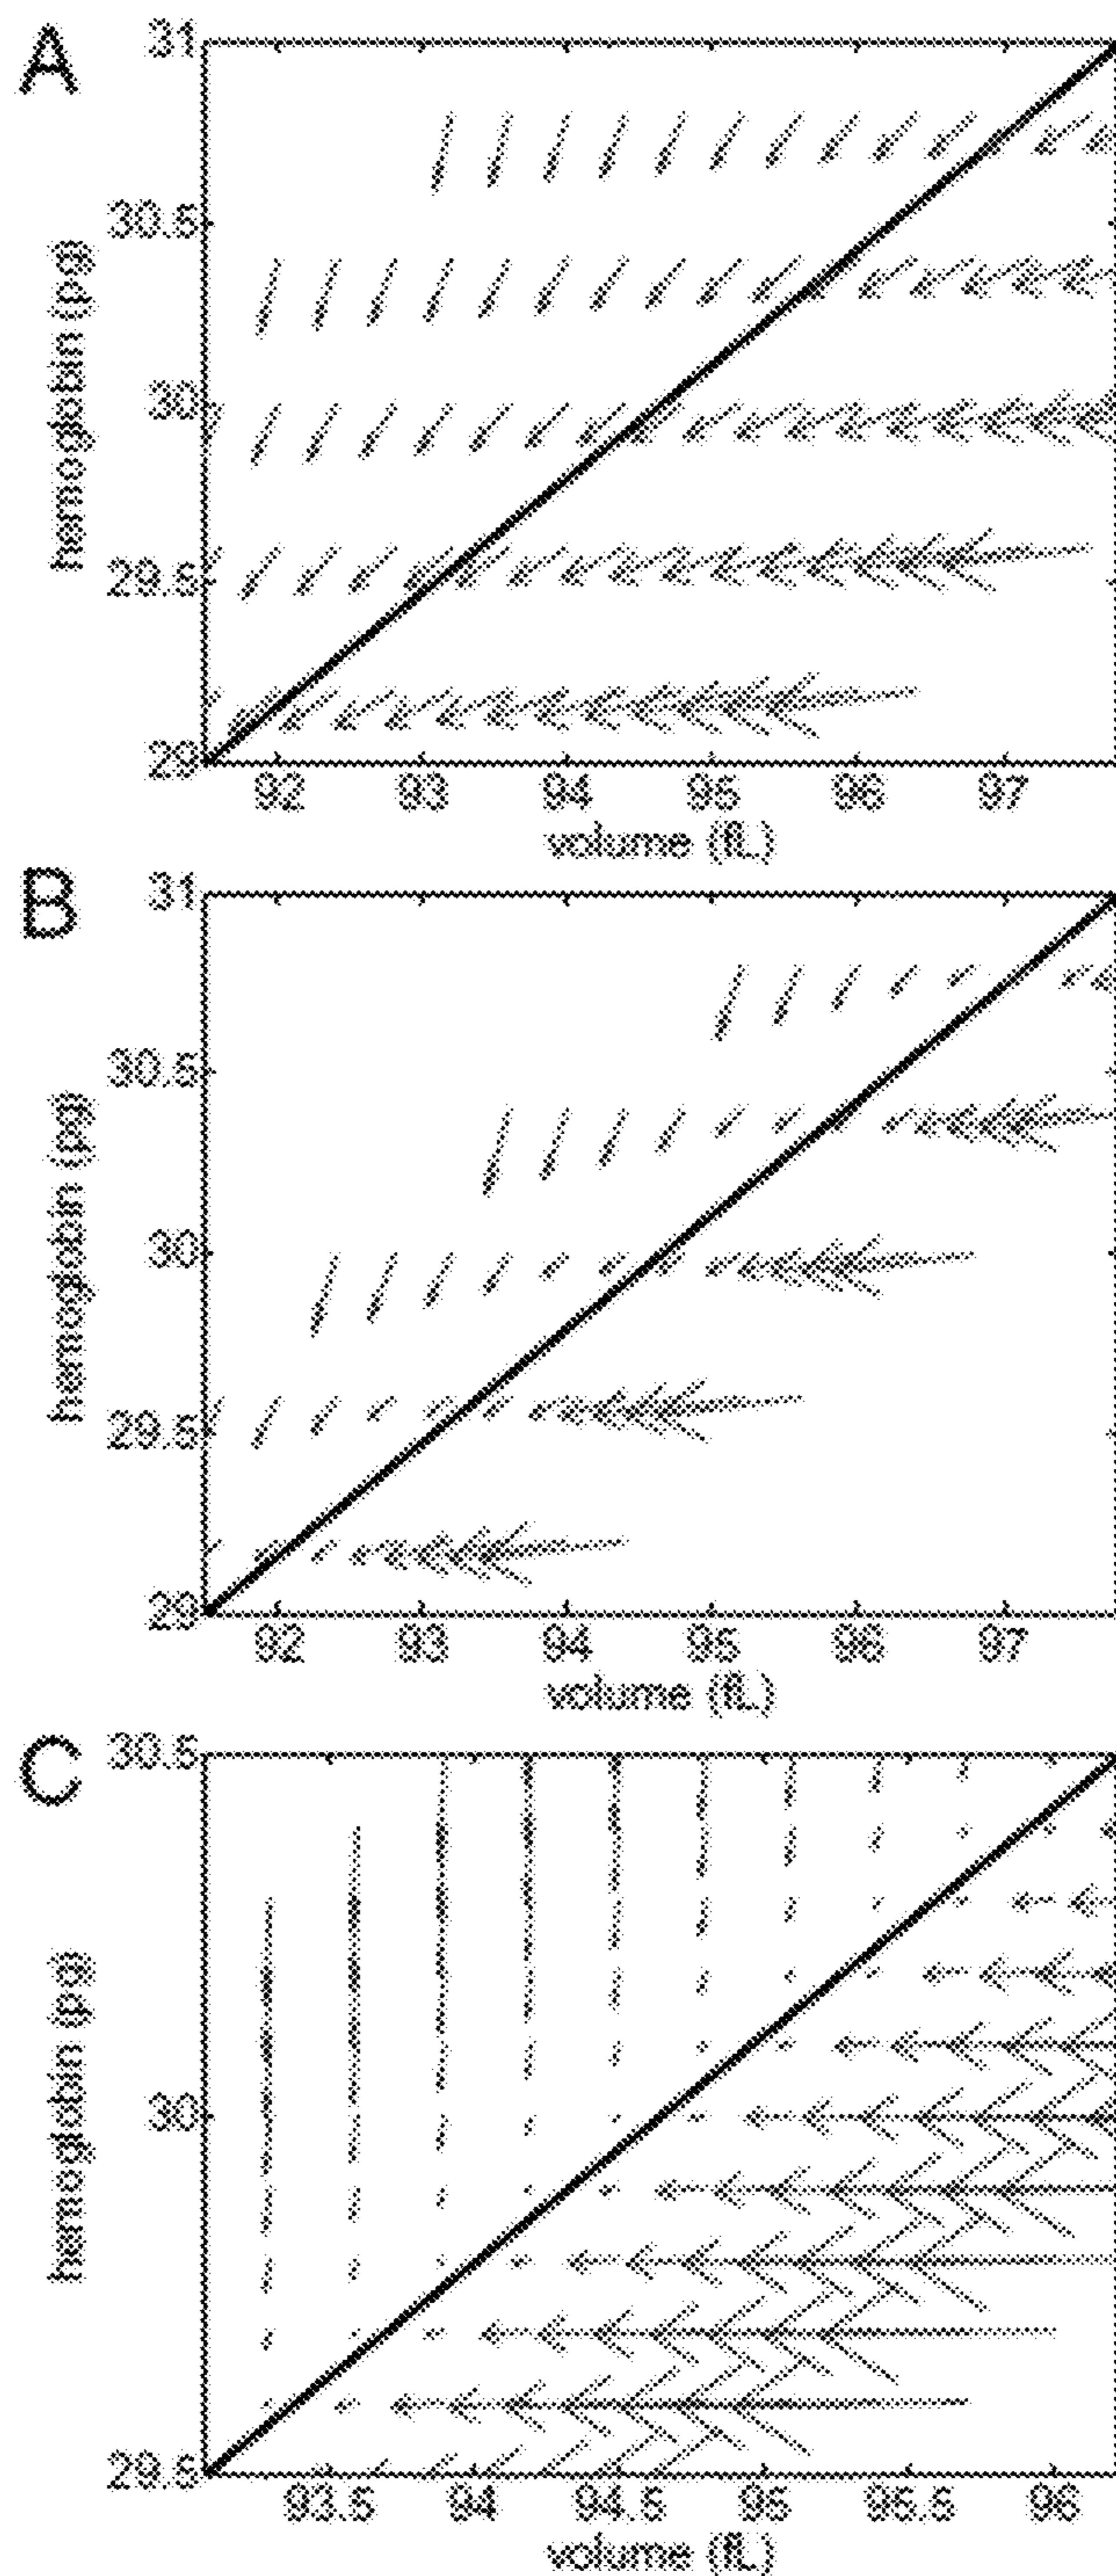 A
31
30.5
30
29.5
29
hemoglobin (pg)
92 93 94 95 96 97
volume (fL)
B
31
30.5
30
29.5
29
hemoglobin (pg)
92 93 94 95 96 97
volume (fL)
C
30.5
30
29.5
hemoglobin (pg)
93.5 94 94.5 95 95.5 96
volume (fL)